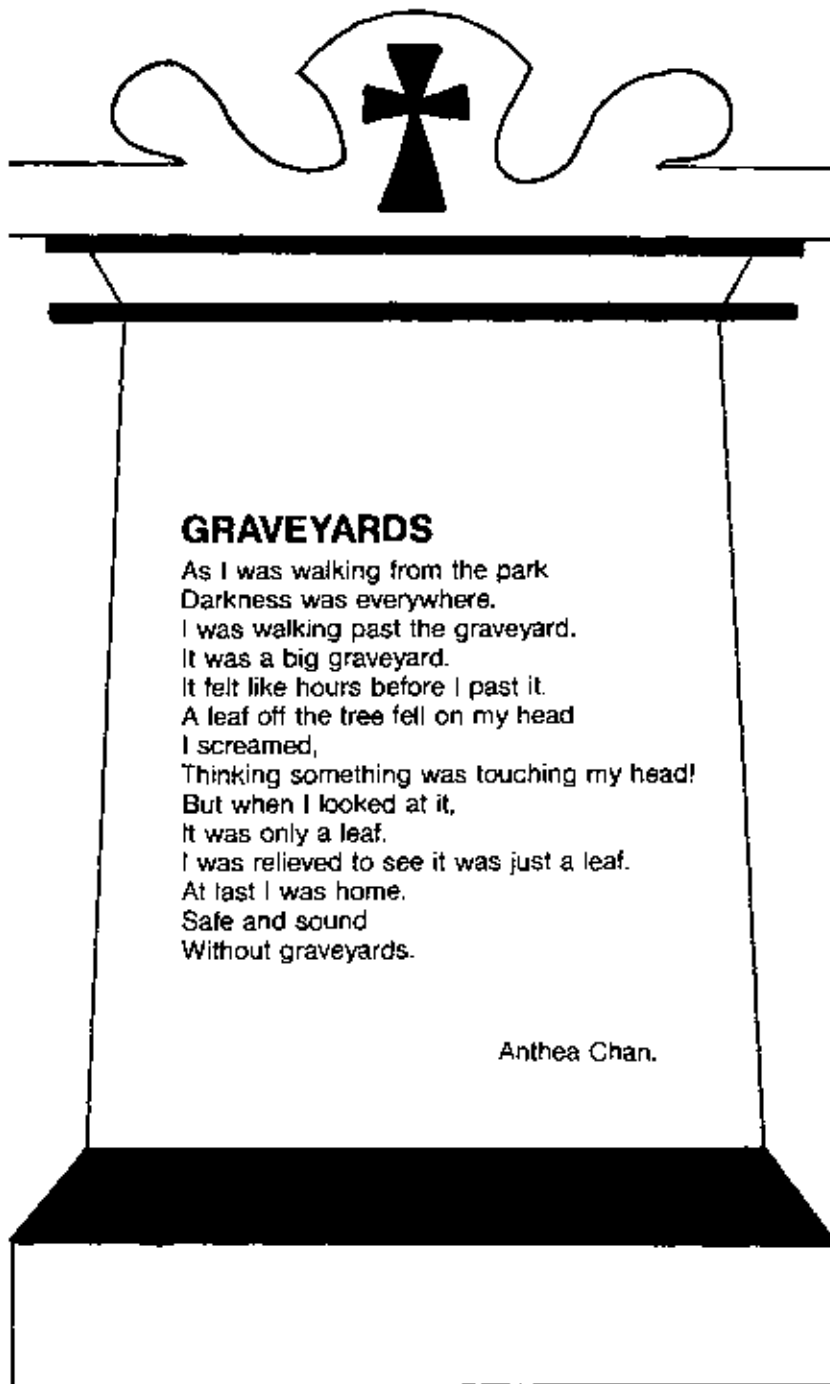 GRAVEYARDS
As I was walking from the park
Darkness was everywhere.
I was walking past the graveyard.
It was a big graveyard.
It felt like hours before I past it.
A leaf off the tree fell on my head
I screamed,
Thinking something was touching my head!
But when I looked at it,
It was only a leaf.
I was relieved to see it was just a leaf.
At last I was home.
Safe and sound
Without graveyards.
Anthea Chan.